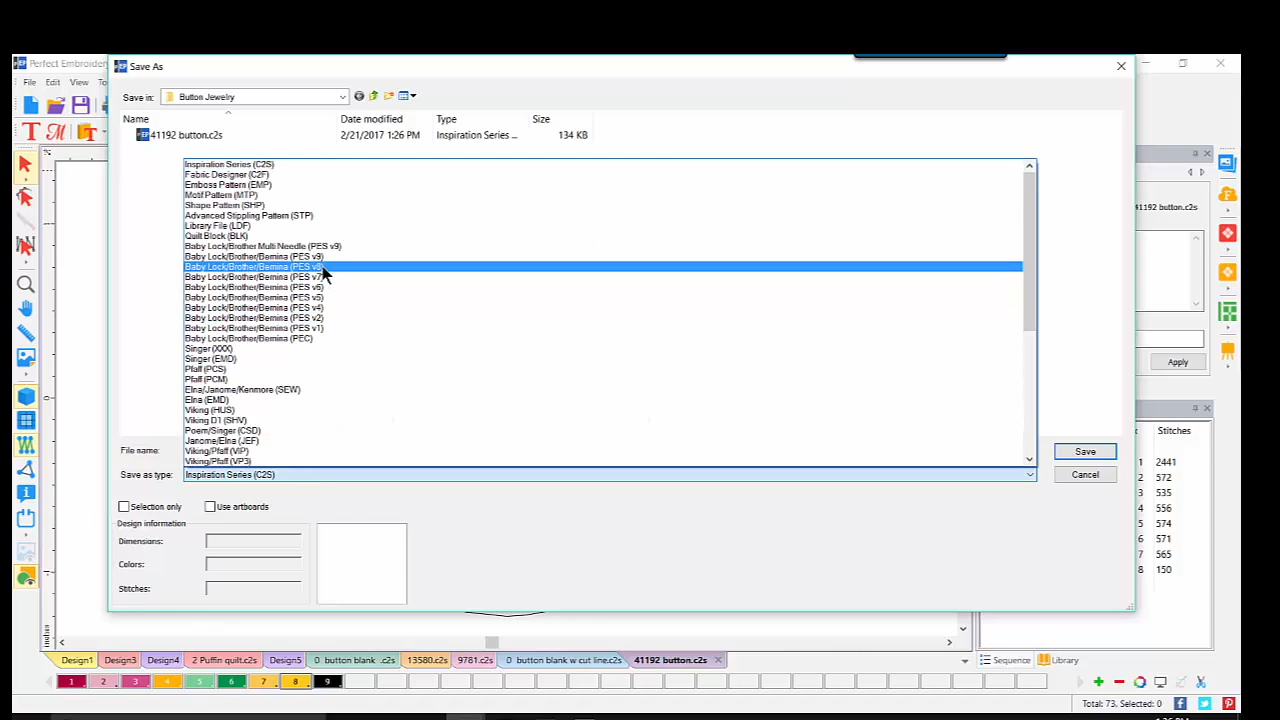 Perfect Embroidery
Save As
File Edit View To
Save in: Button Jewelry
Name Date modified Type Size
41192 button.c2s 2/21/2017 1:26 PM Inspiration Series ... 134 KB
Inspiration Series (C2S)
Fabric Designer (C2F)
Emboss Pattern (EMP)
Motif Pattern (MTP)
Shape Pattern (SHP)
Advanced Stippling Pattern (STP)
Library File (LDF)
Quilt Block (BLK)
Baby Lock/Brother Multi Needle (PES v9)
Baby Lock/Brother/Bernina (PES v9)
Baby Lock/Brother/Bernina (PES v8)
Baby Lock/Brother/Bernina (PES v7)
Baby Lock/Brother/Bernina (PES v6)
Baby Lock/Brother/Bernina (PES v5)
Baby Lock/Brother/Bernina (PES v4)
Baby Lock/Brother/Bernina (PES v2)
Baby Lock/Brother/Bernina (PES v1)
Baby Lock/Brother/Bernina (PEC)
Singer (XXX)
Singer (EMD)
Pfaff (PCS)
Pfaff (PCM)
Elna/Janome/Kenmore (SEW)
Elna (EMD)
Viking (HUS)
Viking D1 (SHV)
Poem/Singer (CSD)
Janome/Elna (JEF)
Viking/Pfaff (VIP)
Viking/Pfaff (VP3)
File name: Save
Save as type: Inspiration Series (C2S) Cancel
Selection only Use artboards
Design information
Dimensions:
Colors:
Stitches:
41192 button.c2s
Apply
x Stitches
1 2441
2 572
3 535
4 556
5 574
6 571
7 565
8 150
inches
Design1 Design3 Design4 2 Puffin quilt.c2s Design5 0 button blank .c2s 13580.c2s 9781.c2s 0 button blank w cut line.c2s 41192 button.c2s
Sequence Library
1 2 3 4 5 6 7 8 9
Total: 73, Selected: 0